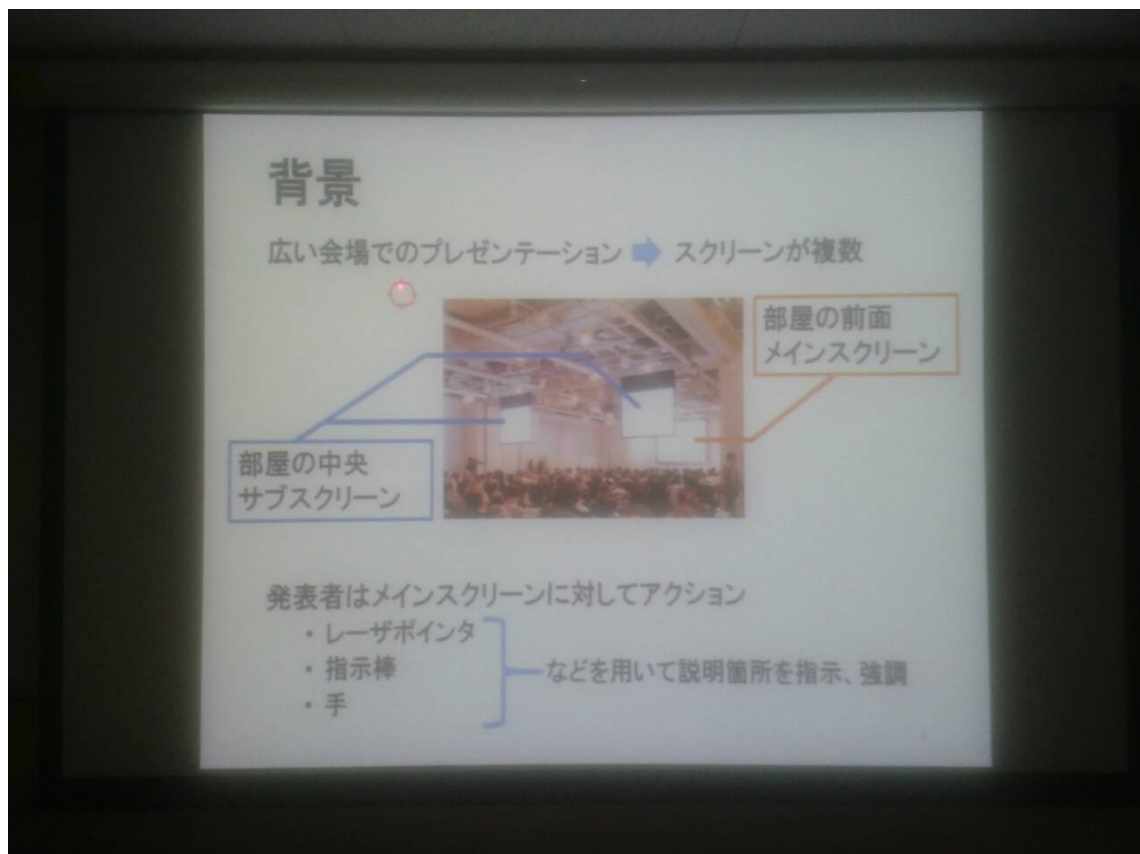 背景
広い会場でのプレゼンテーション ➡ スクリーンが複数
部屋の前面
メインスクリーン
部屋の中央
サブスクリーン
発表者はメインスクリーンに対してアクション
・レーザポインタ
・指示棒
・手
などを用いて説明箇所を指示、強調